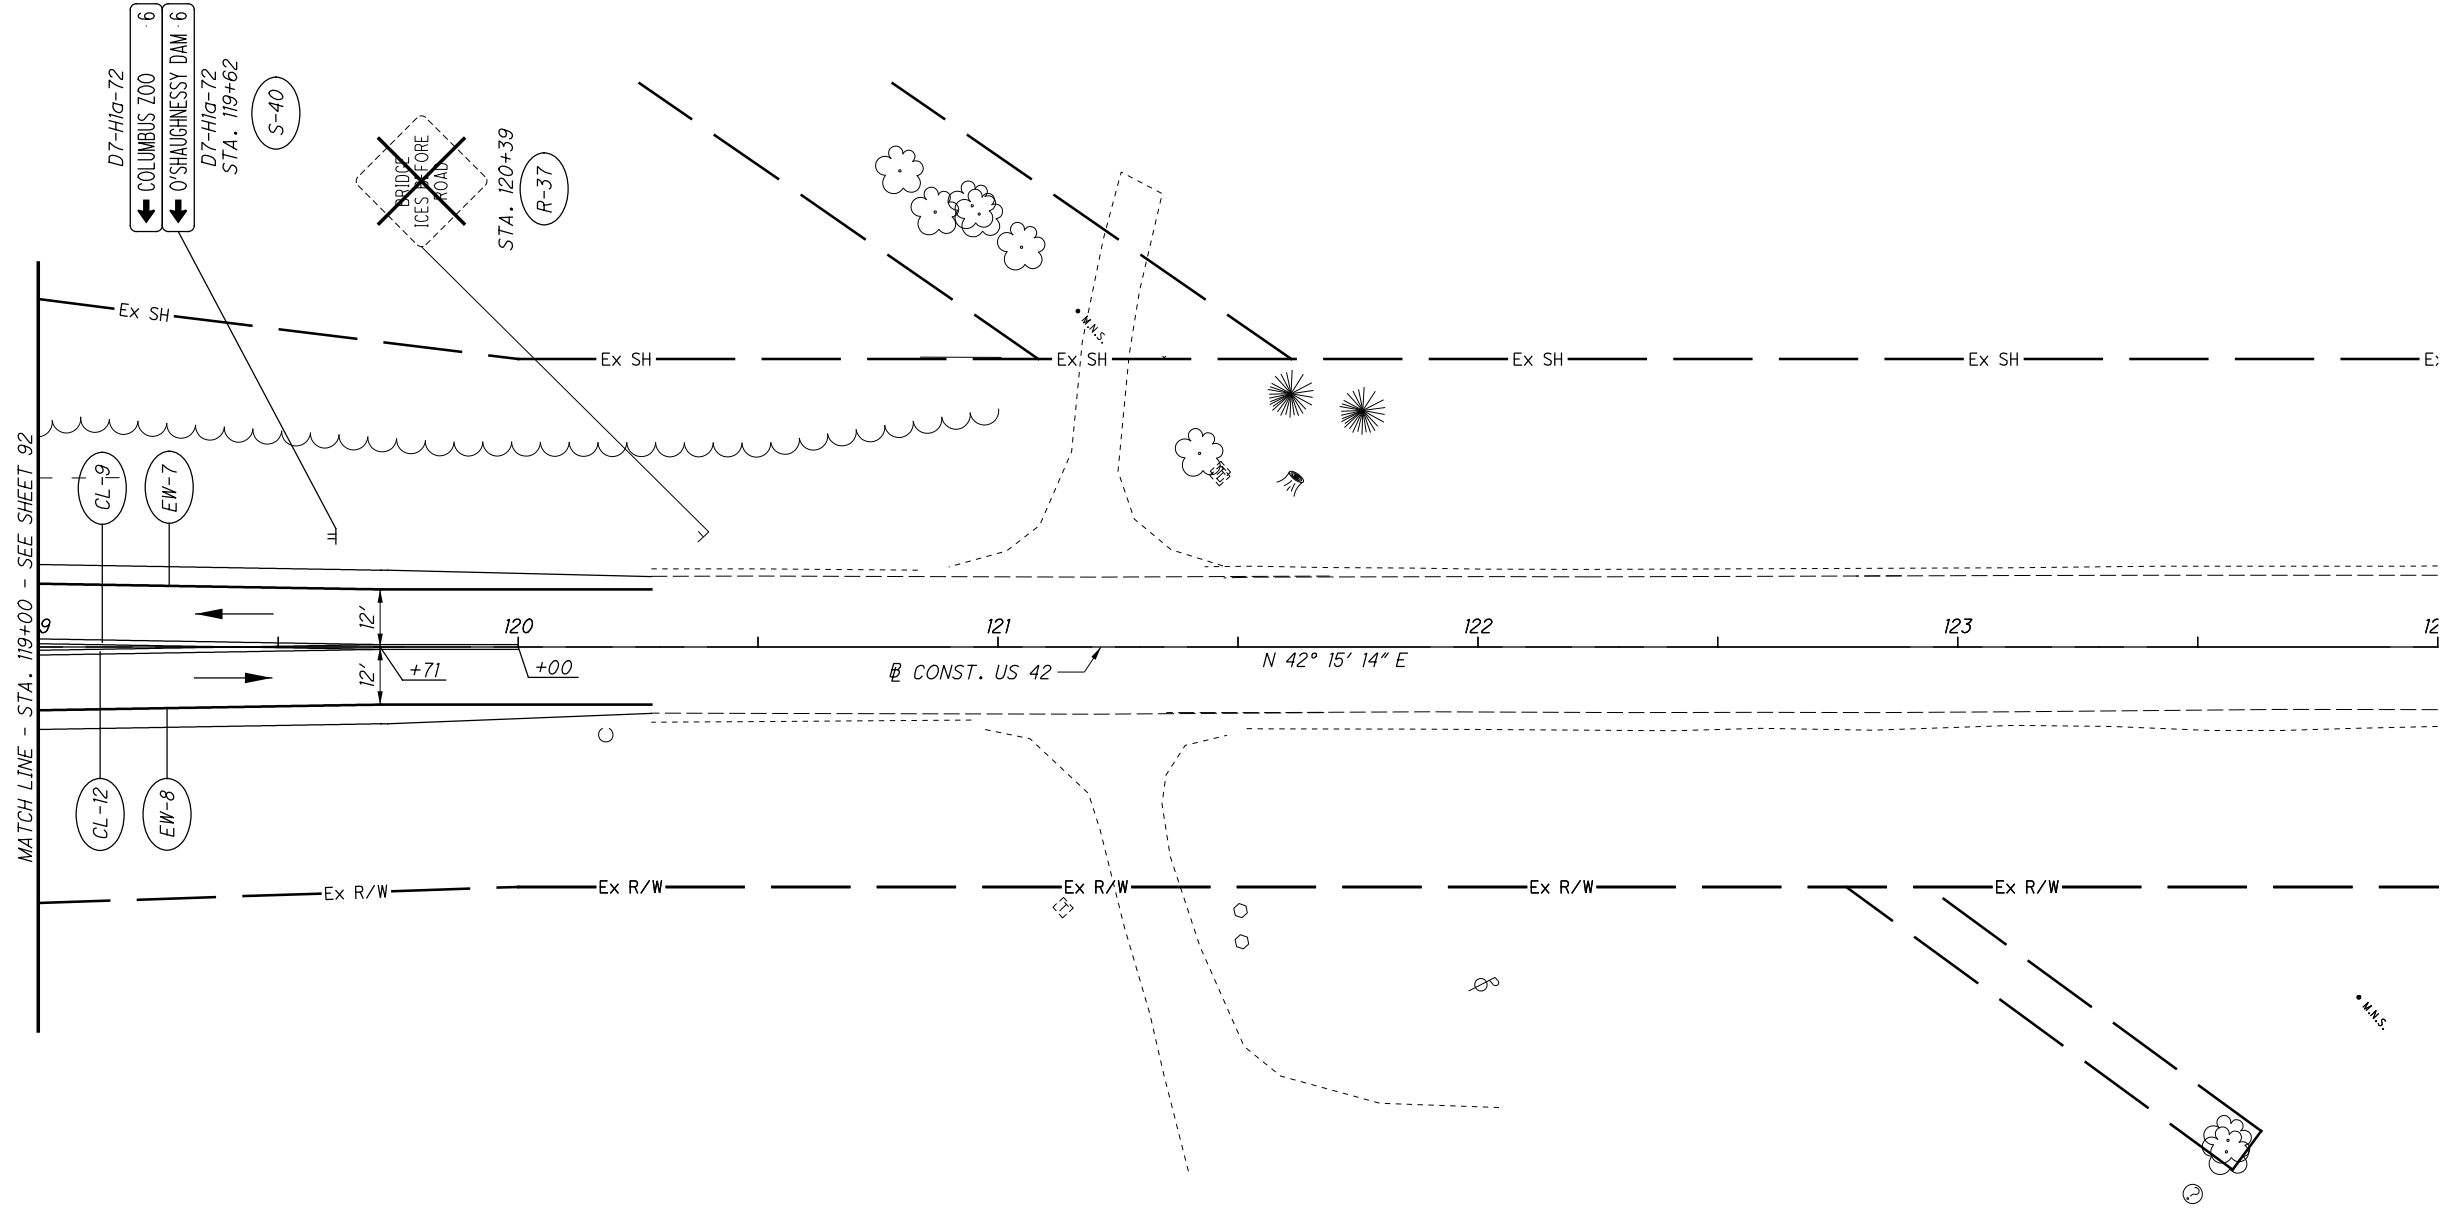 D7-H1a-72
COLUMBUS ZOO 6
O'SHAUGHNESSY DAM 6
D7-H1a-72
STA. 119+62
S-40
BRIDGE
ICES BEFORE
ROAD
STA. 120+39
R-37
Ex SH
Ex SH
Ex SH
Ex SH
Ex SH
M.N.S.
MATCH LINE - STA. 119+00 - SEE SHEET 92
CL-9
EW-7
9
120
121
122
123
12
12'
12'
+71
+00
CONST. US 42
N 42° 15' 14" E
CL-12
EW-8
Ex R/W
Ex R/W
Ex R/W
Ex R/W
Ex R/W
M.N.S.